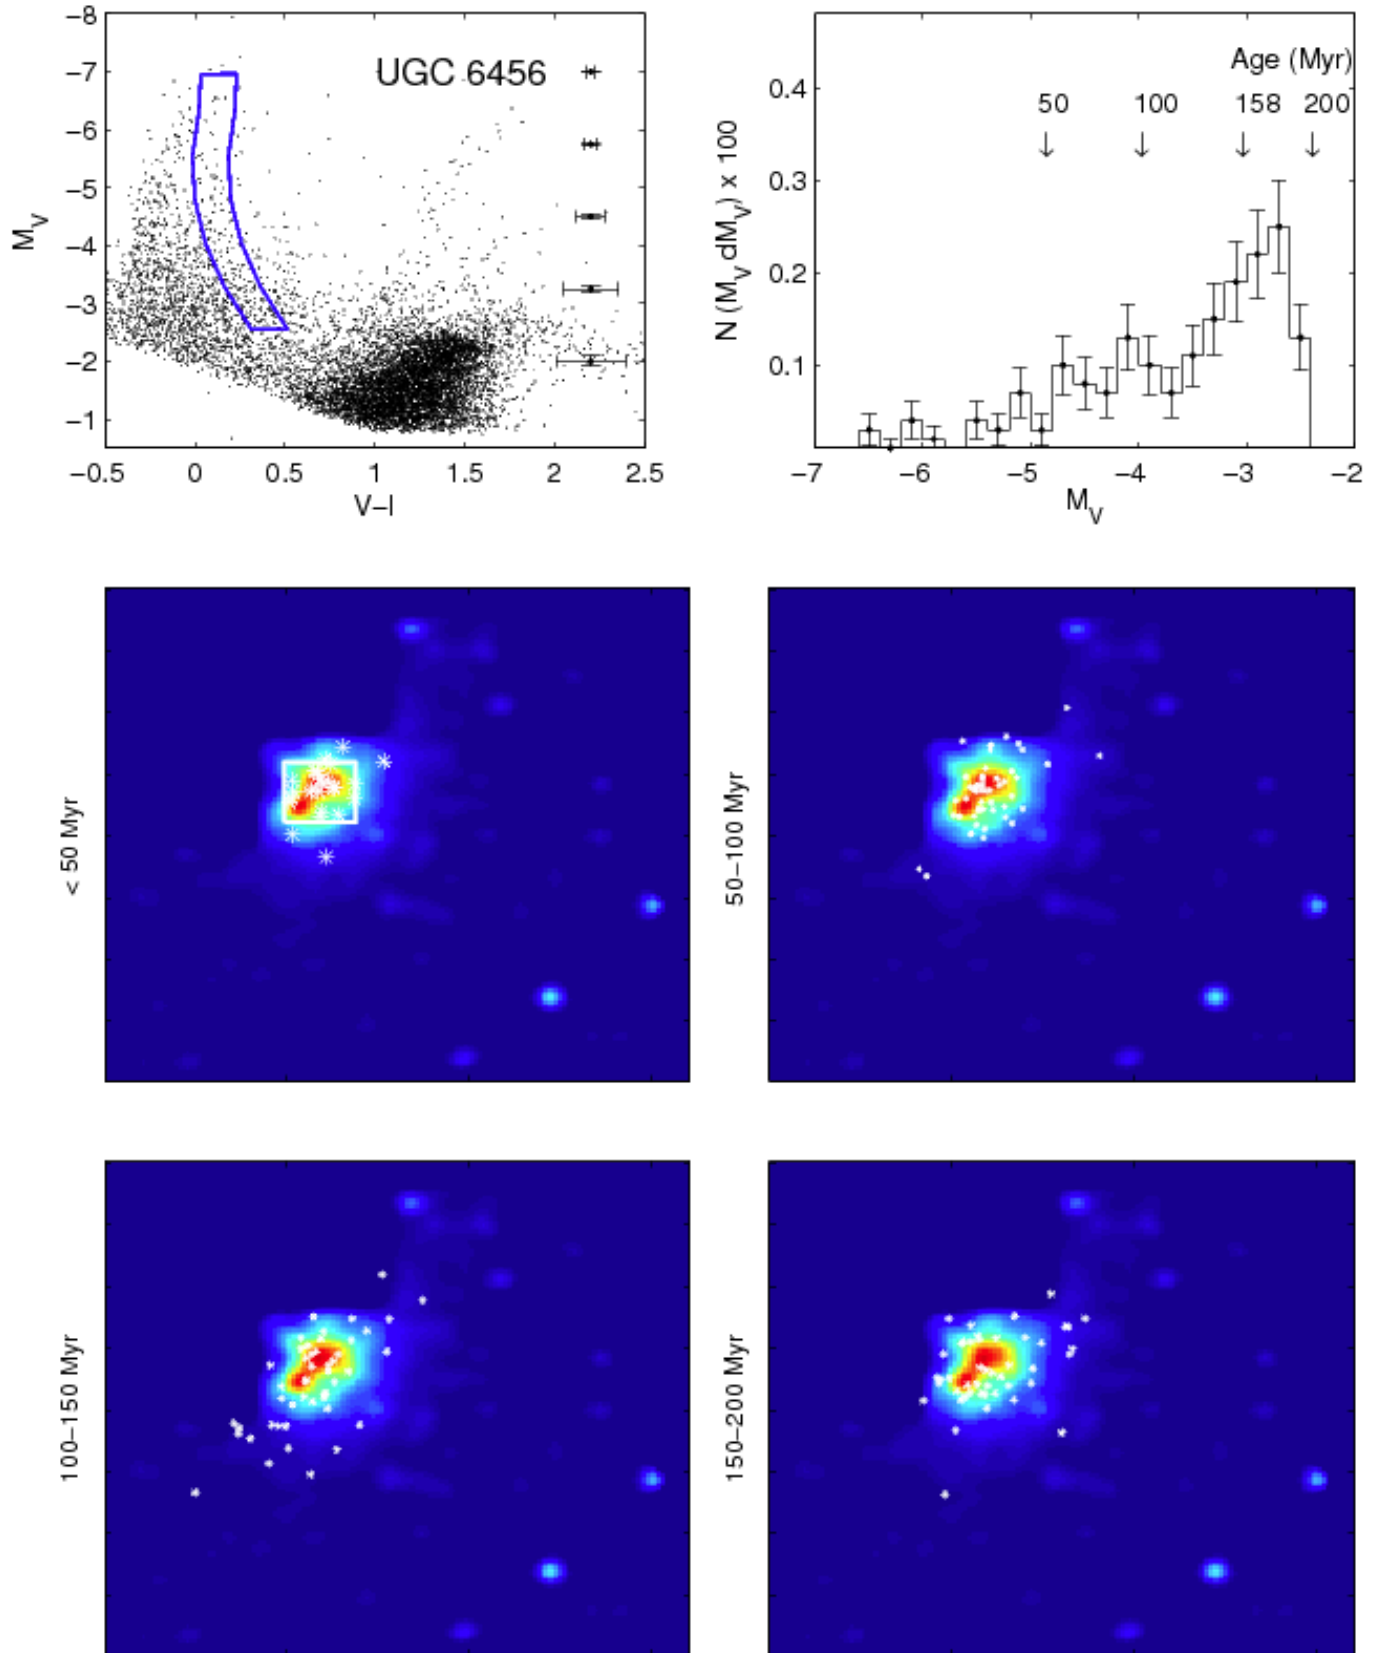 −8
−7
−6
−5
−4
−3
−2
−1
M_V
UGC 6456
−0.5 0 0.5 1 1.5 2 2.5
V−I
Age (Myr)
50 100 158 200
0.4
0.3
0.2
0.1
N (M_V dM_V) x 100
−7 −6 −5 −4 −3 −2
M_V
< 50 Myr
50−100 Myr
100−150 Myr
150−200 Myr